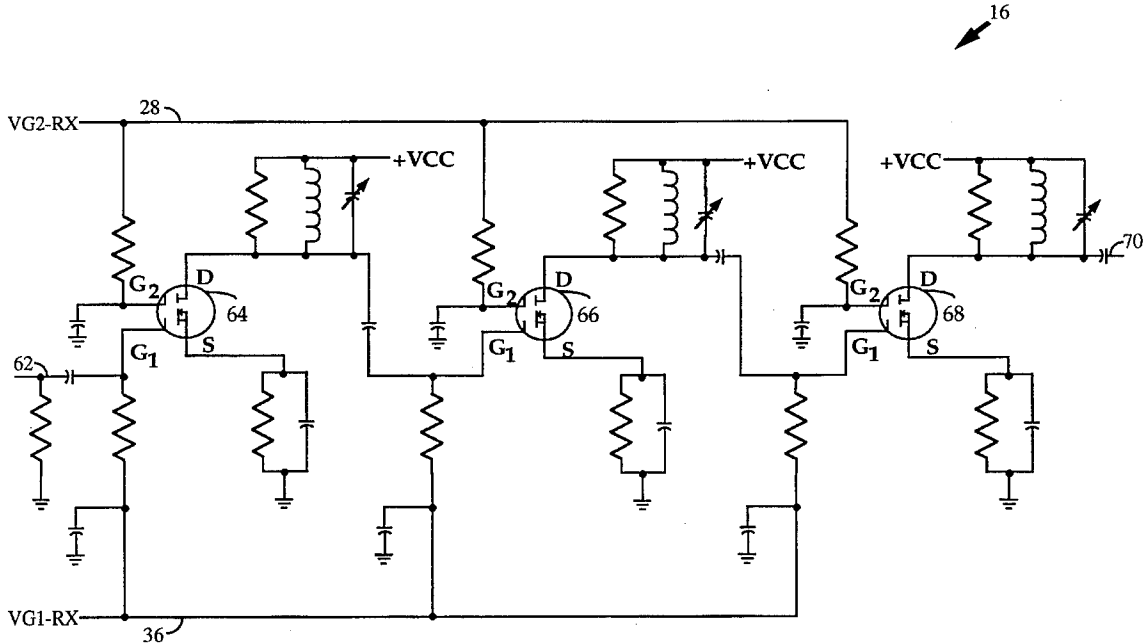 16
VG2-RX
28
+VCC
+VCC
+VCC
70
G2
D
64
G1
S
G2
D
66
G1
S
G2
D
68
G1
S
62
VG1-RX
36